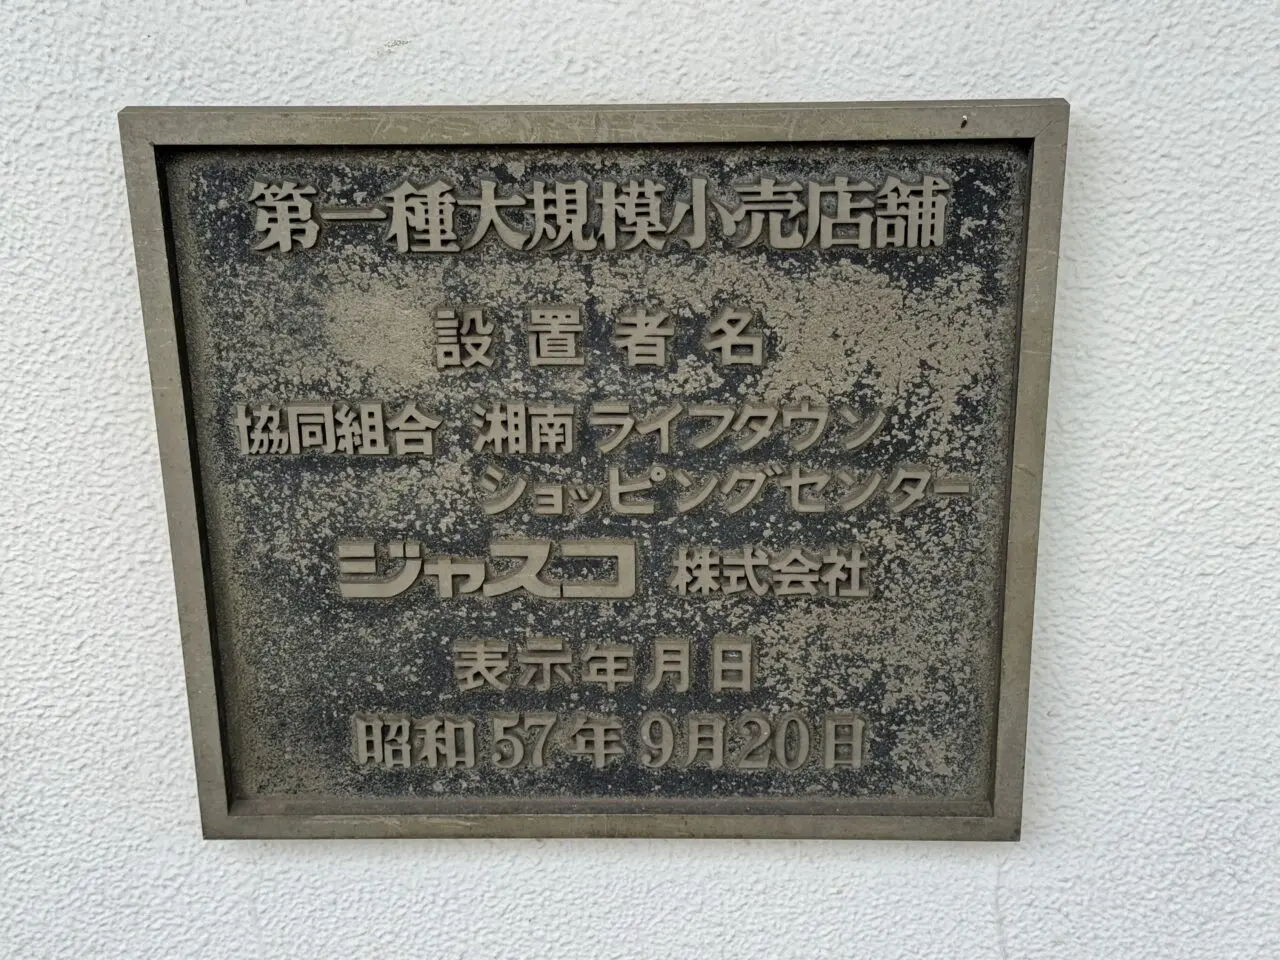 第一種大規模小売店舗
設置者名
協同組合 湘南ライフタウン
ショッピングセンター
ジャスコ 株式会社
表示年月日
昭和57年9月20日